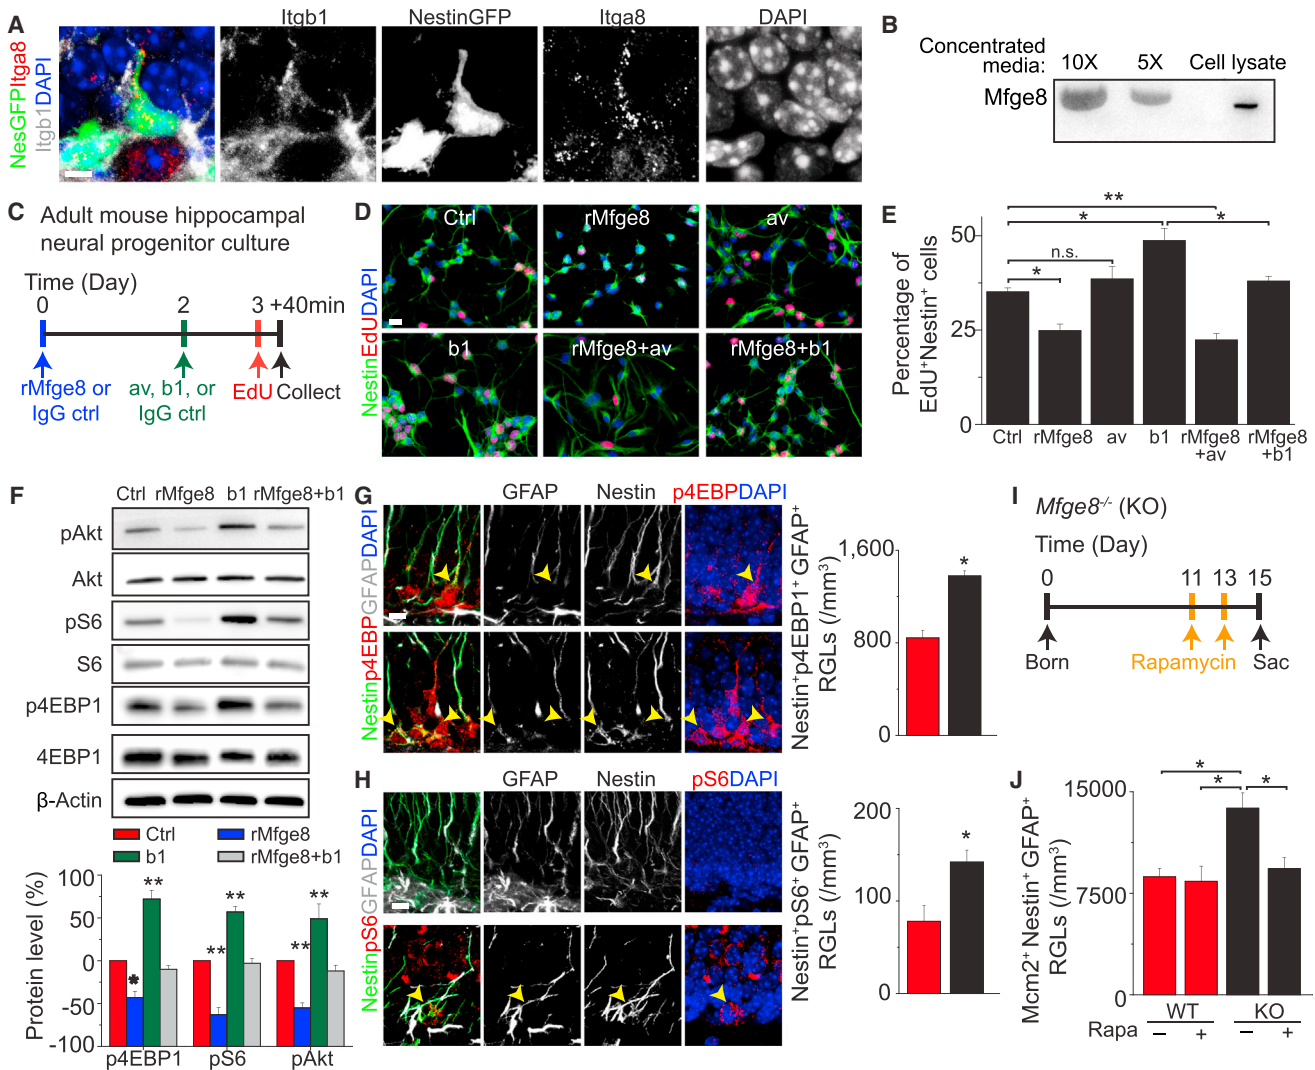 A
Itgb1
NestinGFP
Itga8
DAPI
NesGFPItga8
Itgb1DAPI
B
Concentrated
media:
10X
5X
Cell lysate
Mfge8
C
Adult mouse hippocampal
neural progenitor culture
Time (Day)
0
2
3
+40min
rMfge8 or
IgG ctrl
av, b1, or
IgG ctrl
EdU
Collect
D
NestinEdUDAPI
Ctrl
rMfge8
av
b1
rMfge8+av
rMfge8+b1
E
Percentage of
EdU⁺Nestin⁺ cells
50
25
0
**
*
*
n.s.
*
Ctrl
rMfge8
av
b1
rMfge8
+av
rMfge8
+b1
F
Ctrl rMfge8 b1 rMfge8+b1
pAkt
Akt
pS6
S6
p4EBP1
4EBP1
β-Actin
Ctrl
rMfge8
b1
rMfge8+b1
Protein level (%)
100
50
0
-50
-100
*
**
**
**
**
**
p4EBP1
pS6
pAkt
G
GFAP
Nestin
p4EBPDAPI
Nestinp4EBPGFAPDAPI
Nestin⁺p4EBP1⁺ GFAP⁺
RGLs (/mm³)
1,600
800
0
*
H
GFAP
Nestin
pS6DAPI
NestinpS6GFAPDAPI
Nestin⁺pS6⁺ GFAP⁺
RGLs (/mm³)
200
100
0
*
I
Mfge8⁻/⁻ (KO)
Time (Day)
0
11
13
15
Born
Rapamycin
Sac
J
Mcm2⁺ Nestin⁺ GFAP⁺
RGLs (/mm³)
15000
7500
0
*
*
*
WT
KO
Rapa
−
+
−
+